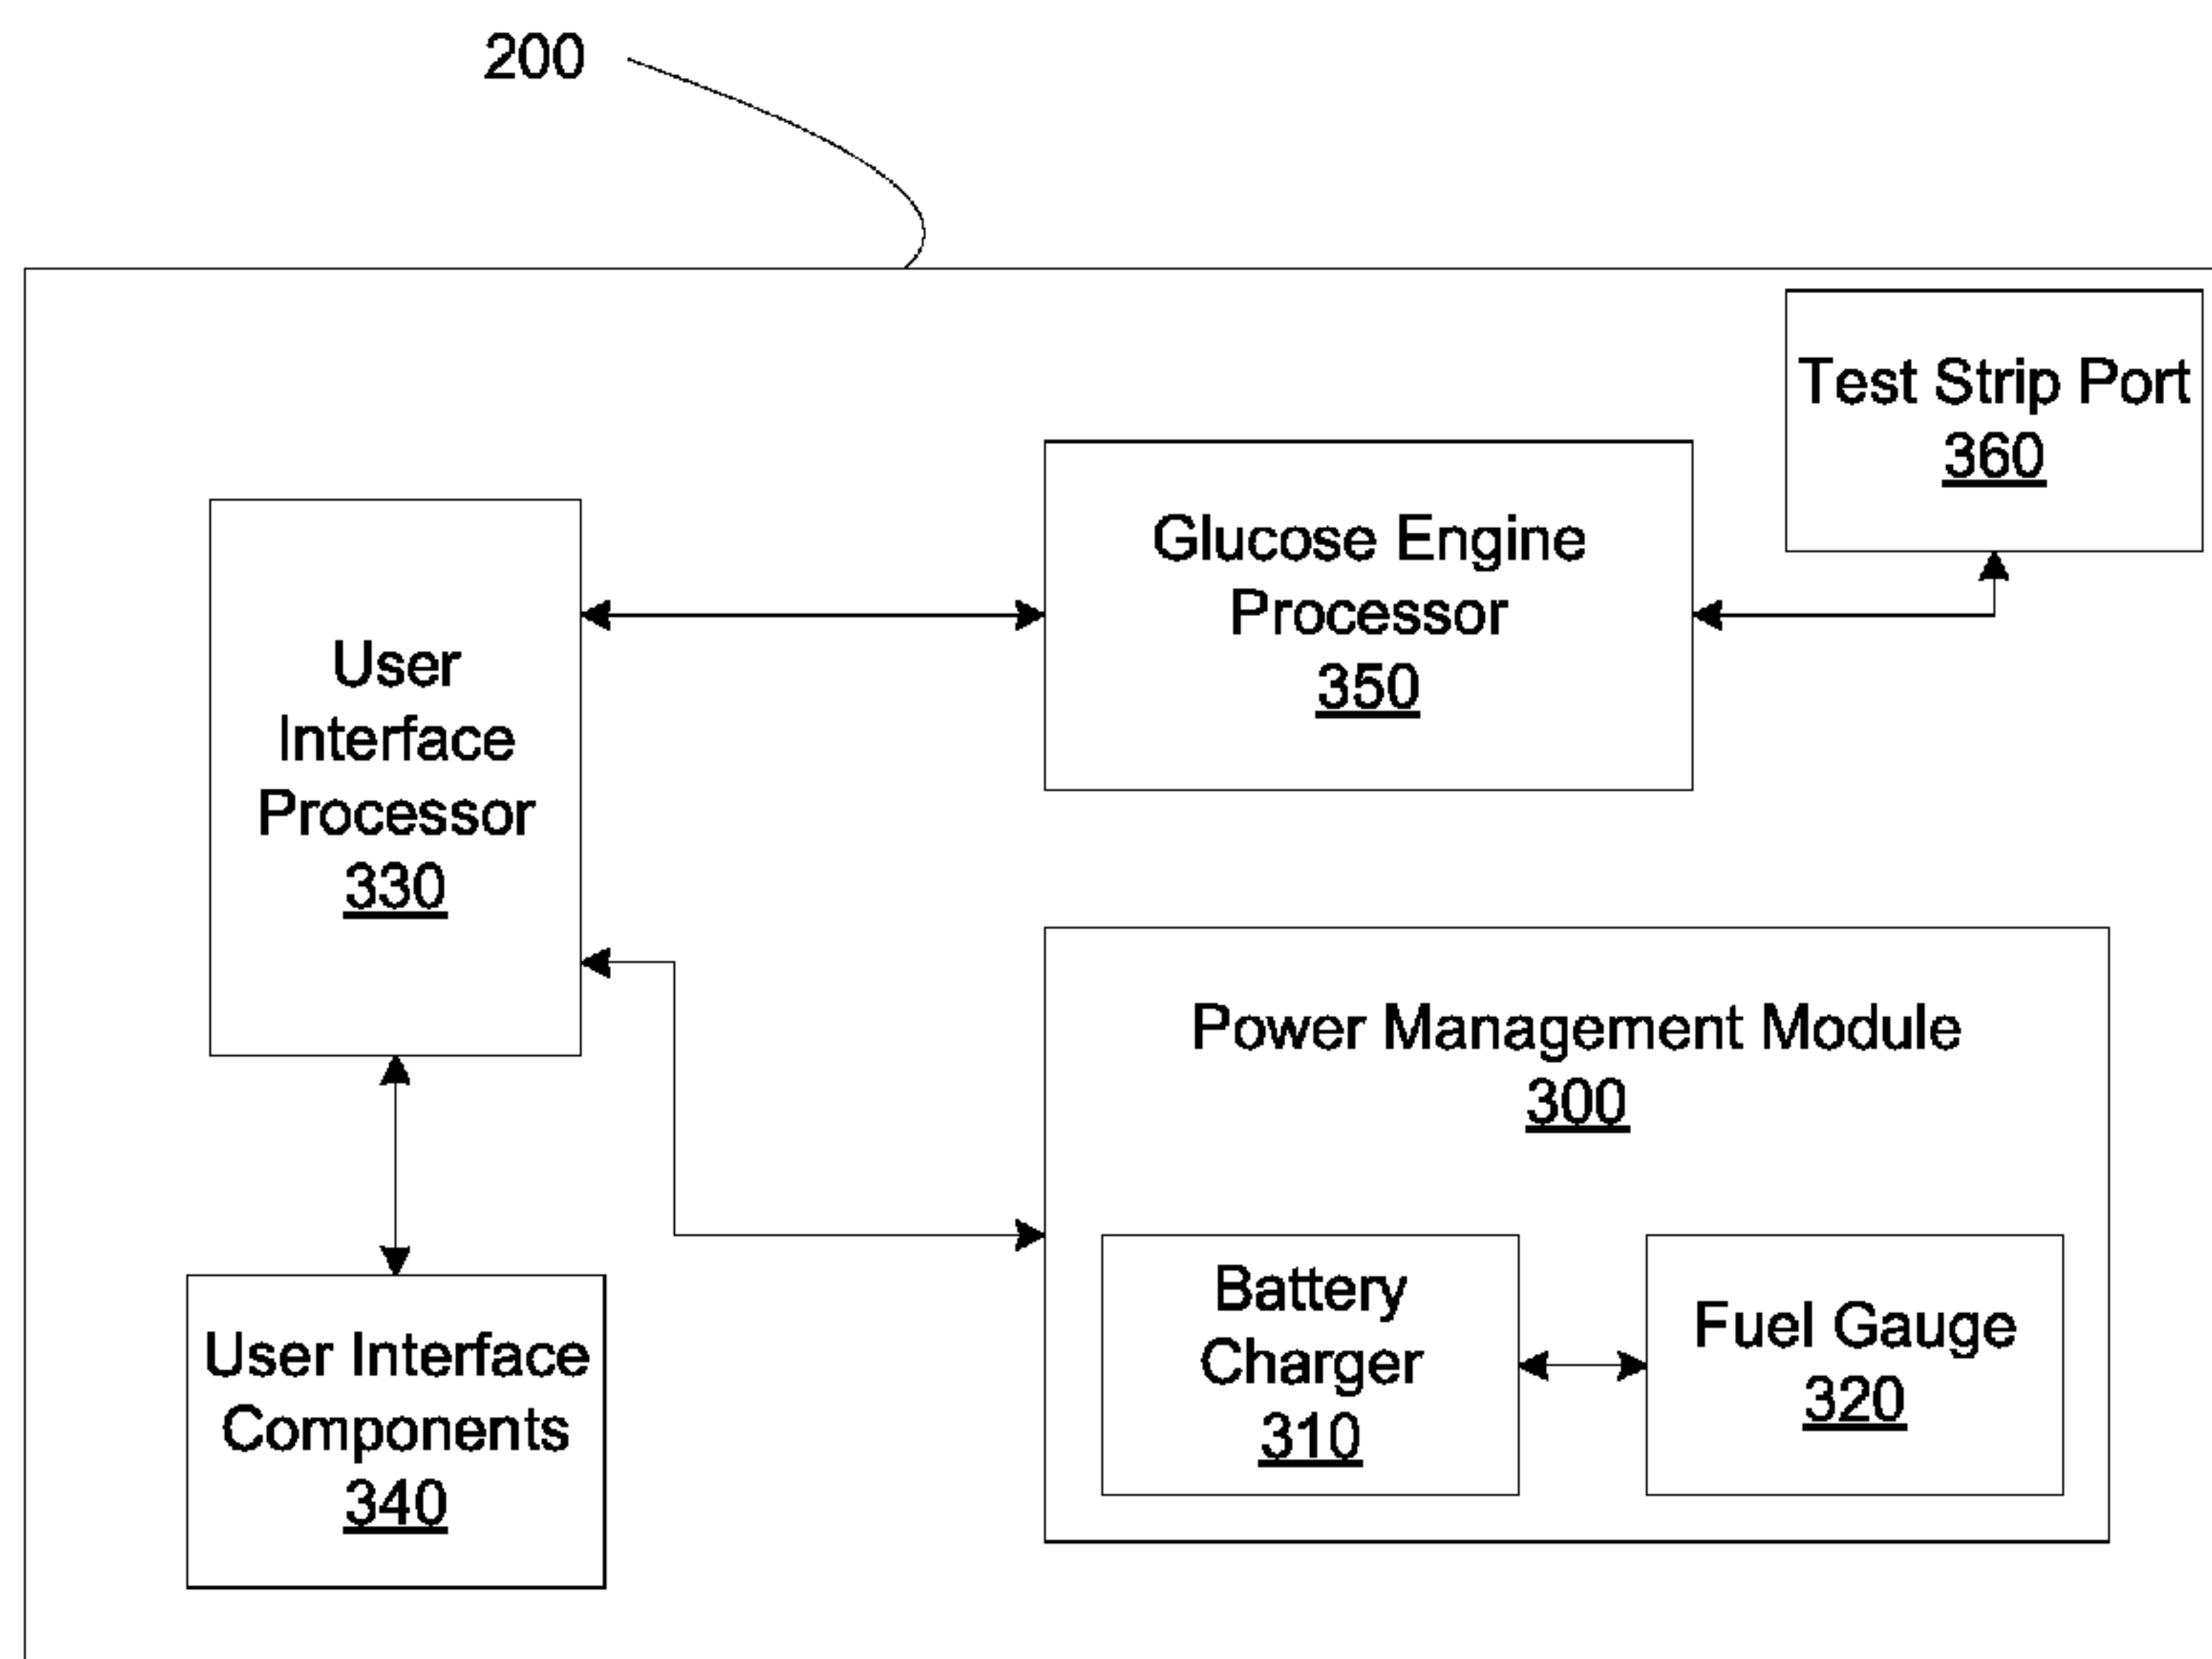 200
Test Strip Port
360
Glucose Engine
Processor
350
User
Interface
Processor
330
Power Management Module
300
Battery
Charger
310
Fuel Gauge
320
User Interface
Components
340